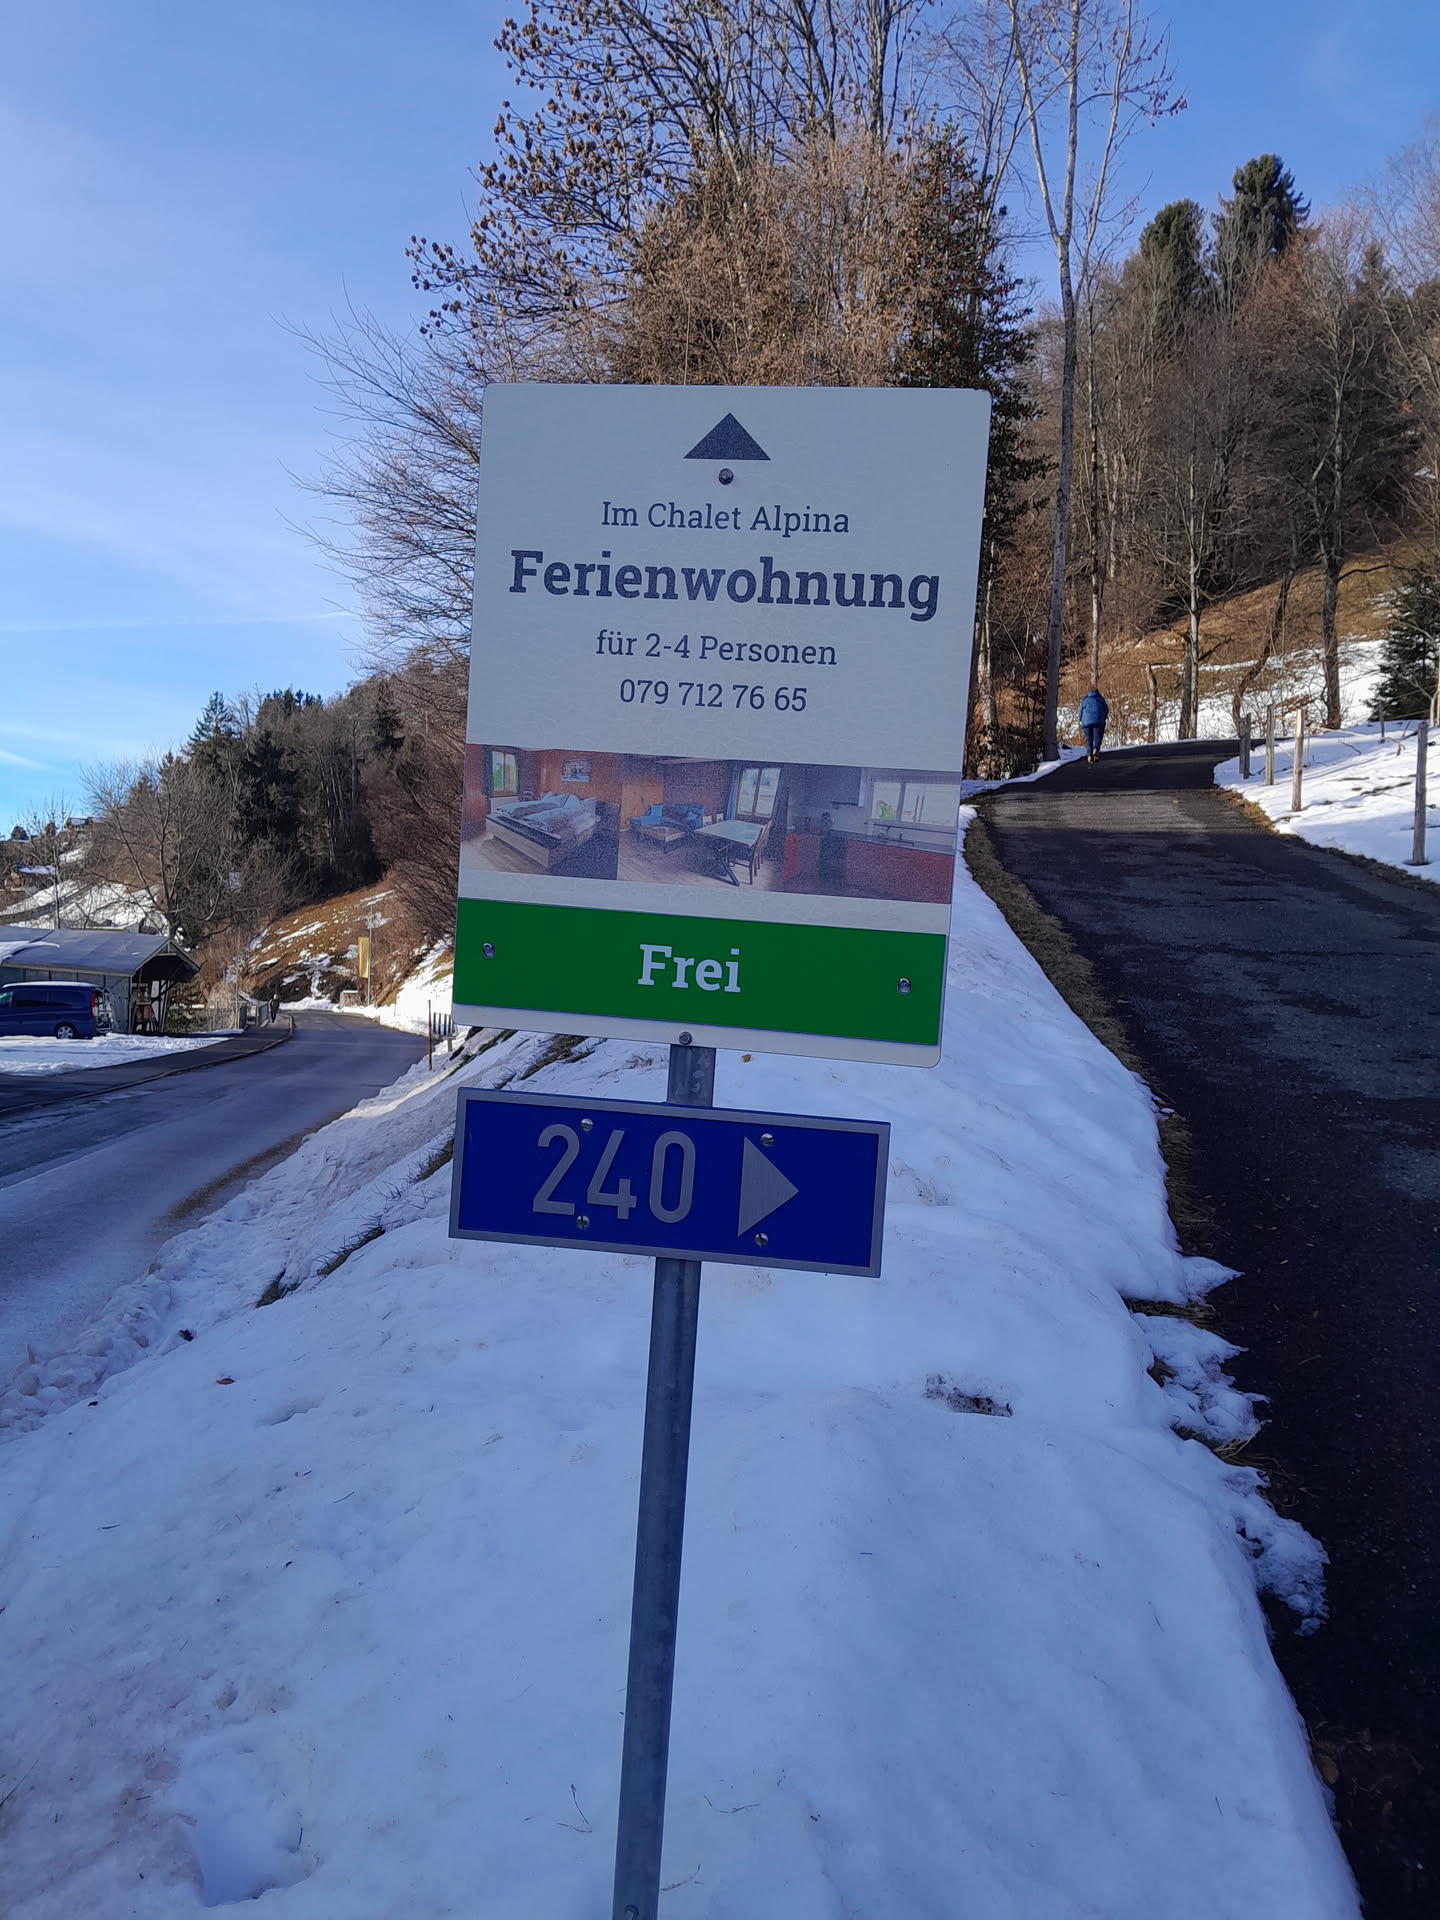 Im Chalet Alpina
Ferienwohnung
für 2-4 Personen
079 712 76 65
Frei
240